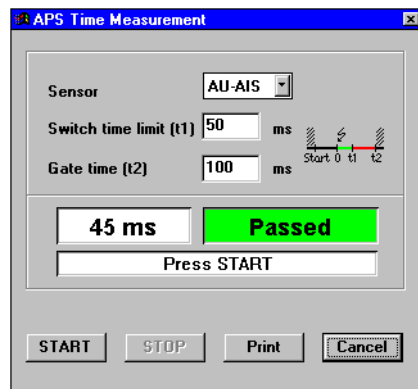 APS Time Measurement
Sensor AU-AIS
Switch time limit (t1) 50 ms
Gate time (t2) 100 ms
Start 0 t1 t2
45 ms Passed
Press START
START STOP Print Cancel